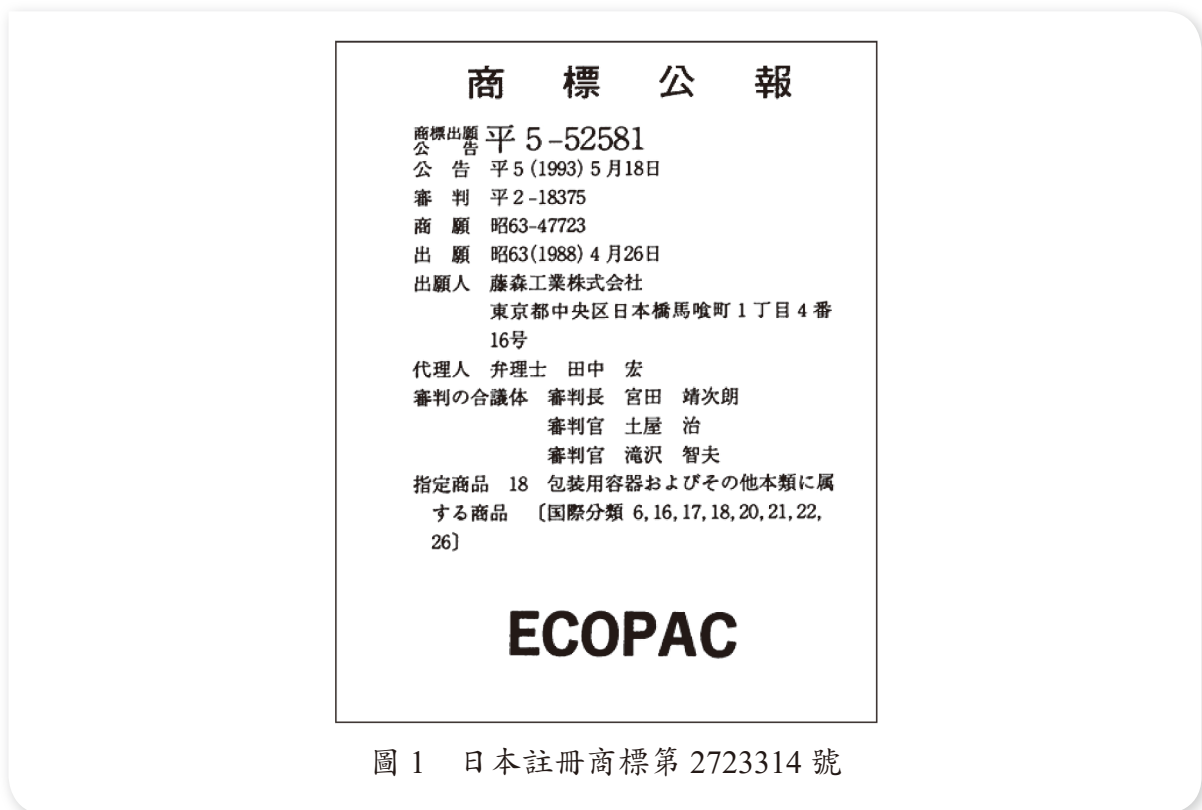 商標公報
商標出願公告 平5-52581
公告 平5(1993)5月18日
審判 平2-18375
商願 昭63-47723
出願 昭63(1988)4月26日
出願人 藤森工業株式会社
東京都中央区日本橋馬喰町1丁目4番
16号
代理人 弁理士 田中 宏
審判の合議体 審判長 宮田 靖次朗
審判官 土屋 治
審判官 滝沢 智夫
指定商品 18 包装用容器およびその他本類に属
する商品 〔国際分類 6,16,17,18,20,21,22,
26〕
ECOPAC
圖1 日本註冊商標第2723314號